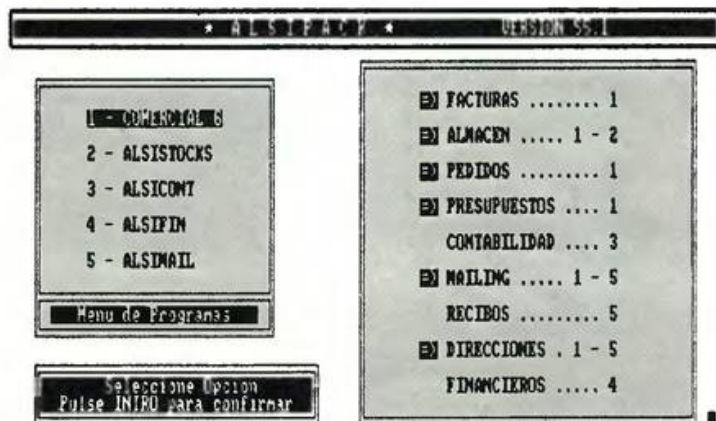 * A L S I P A C K * VERSION S5.1
1 - COMERCIAL 6
2 - ALSISTOCKS
3 - ALSICONT
4 - ALSIFIN
5 - ALSIMAIL
Menu de Programas
Seleccione Opcion
Pulse INTRO para confirmar
FACTURAS ........ 1
ALMACEN ..... 1 - 2
PEDIDOS ......... 1
PRESUPUESTOS .... 1
CONTABILIDAD .... 3
MAILING ..... 1 - 5
RECIBOS ......... 5
DIRECCIONES . 1 - 5
FINANCIEROS ..... 4